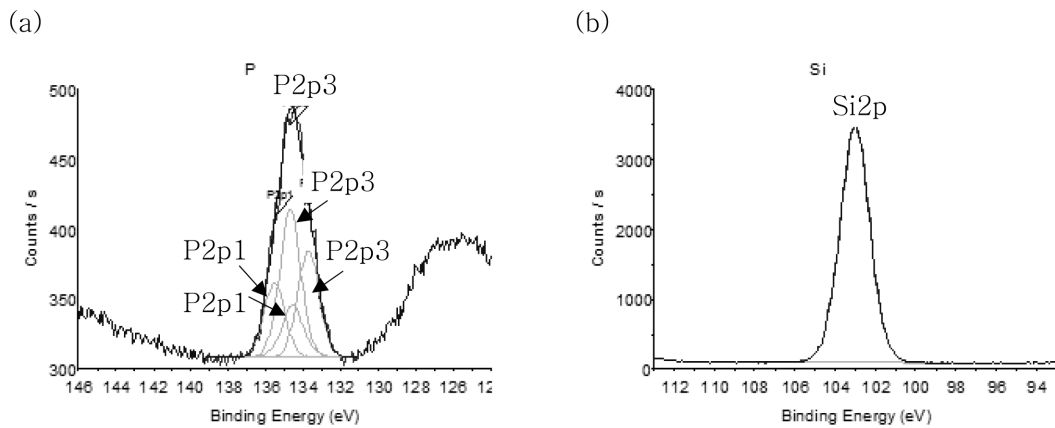 (a)
P
P2p3
P2p3
P2p1
P2p3
P2p1
P2p1
500
450
400
350
300
Counts / s
146 144 142 140 138 136 134 132 130 128 126
Binding Energy (eV)
(b)
Si
Si2p
4000
3000
2000
1000
0
Counts / s
112 110 108 106 104 102 100 98 96 94
Binding Energy (eV)